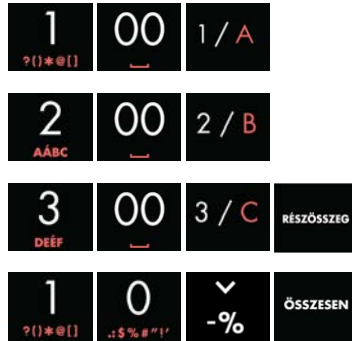 1 00 1 / A
?()*@[] ⎵
2 00 2 / B
AÁBC ⎵
3 00 3 / C RÉSZÖSSZEG
DEÉF ⎵
1 0 -% ÖSSZESEN
?()*@[] .:$%#"!'